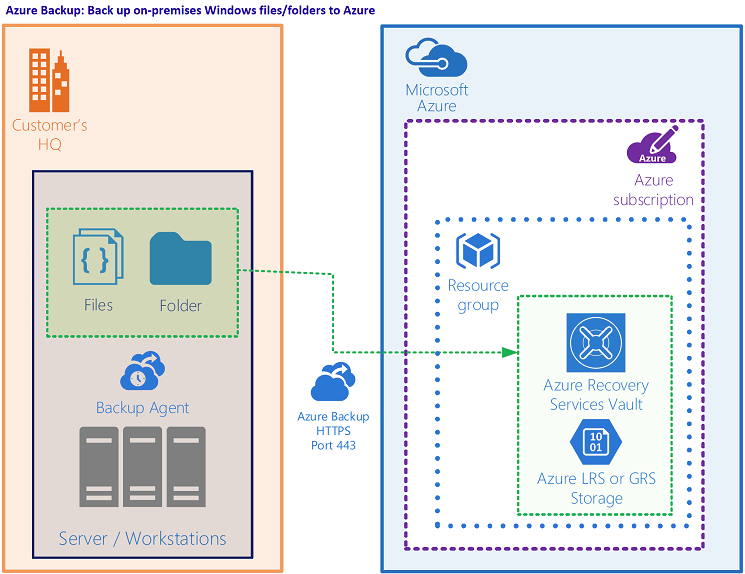 Azure Backup: Back up on-premises Windows files/folders to Azure
Customer's
HQ
Files
Folder
Backup Agent
Server / Workstations
Azure Backup
HTTPS
Port 443
Microsoft
Azure
Azure
Azure
subscription
Resource
group
Azure Recovery
Services Vault
10
01
Azure LRS or GRS
Storage